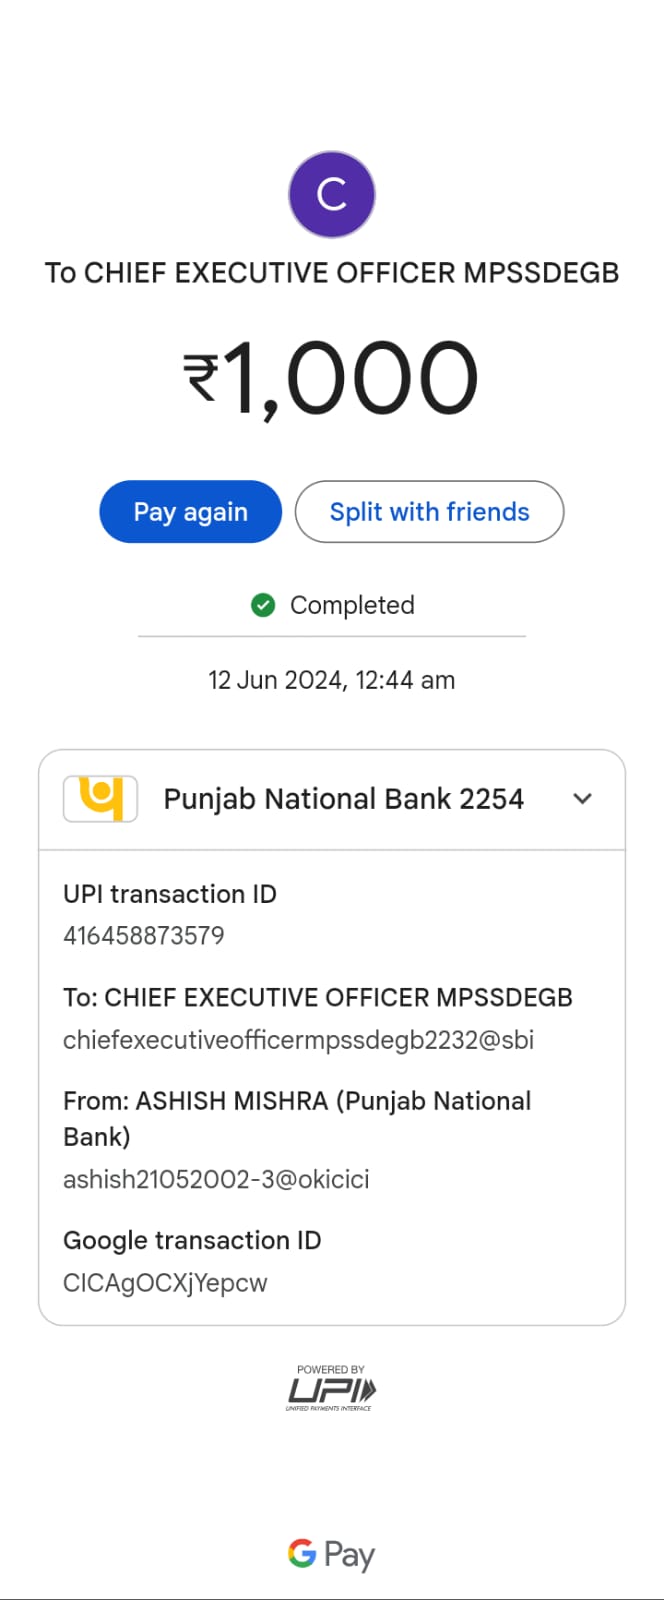 C
To CHIEF EXECUTIVE OFFICER MPSSDEGB
₹1,000
Pay again
Split with friends
Completed
12 Jun 2024, 12:44 am
Punjab National Bank 2254
UPI transaction ID
416458873579
To: CHIEF EXECUTIVE OFFICER MPSSDEGB
chiefexecutiveofficermpssdegb2232@sbi
From: ASHISH MISHRA (Punjab National
Bank)
ashish21052002-3@okicici
Google transaction ID
CICAgOCXjYepcw
POWERED BY
UPI
UNIFIED PAYMENTS INTERFACE
G Pay